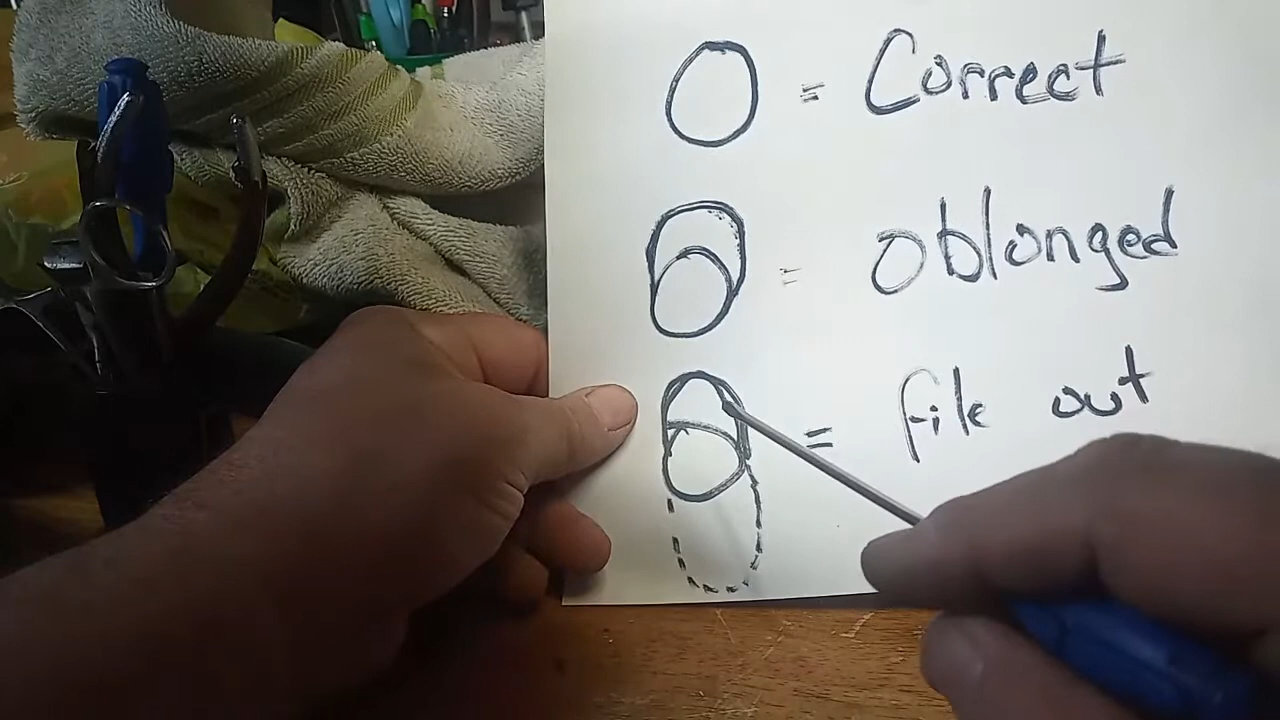 = Correct
= oblonged
= file out